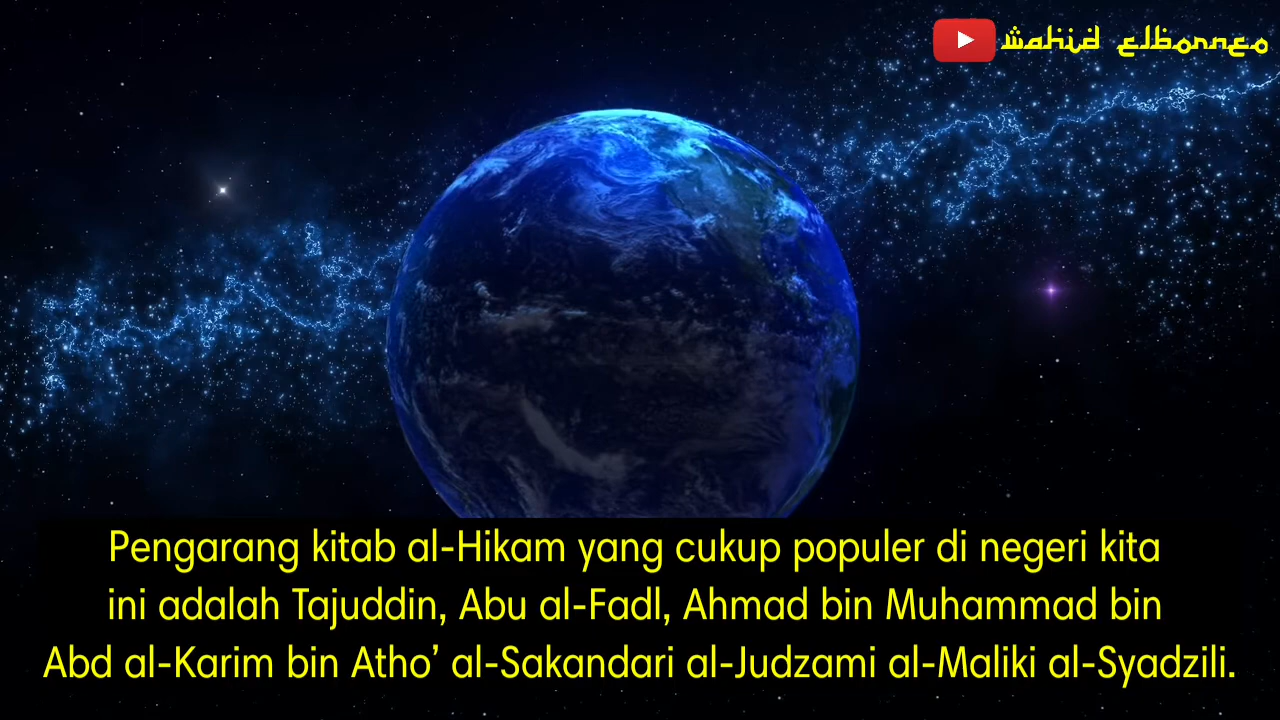 Wahid elborneo
Pengarang kitab al-Hikam yang cukup populer di negeri kita
ini adalah Tajuddin, Abu al-Fadl, Ahmad bin Muhammad bin
Abd al-Karim bin Atho’ al-Sakandari al-Judzami al-Maliki al-Syadzili.